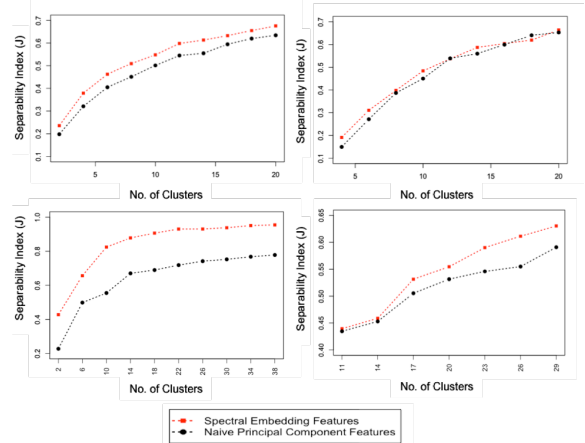 Separability Index (J)
0.7
0.6
0.5
0.4
0.3
0.2
0.1
5 10 15 20
No. of Clusters
Separability Index (J)
0.7
0.6
0.5
0.4
0.3
0.2
0.1
5 10 15 20
No. of Clusters
Separability Index (J)
1.0
0.8
0.6
0.4
0.2
2 6 10 14 18 22 26 30 34 38
No. of Clusters
Separability Index (J)
0.65
0.60
0.55
0.50
0.45
0.40
11 14 17 20 23 26 29
No. of Clusters
Spectral Embedding Features
Naive Principal Component Features